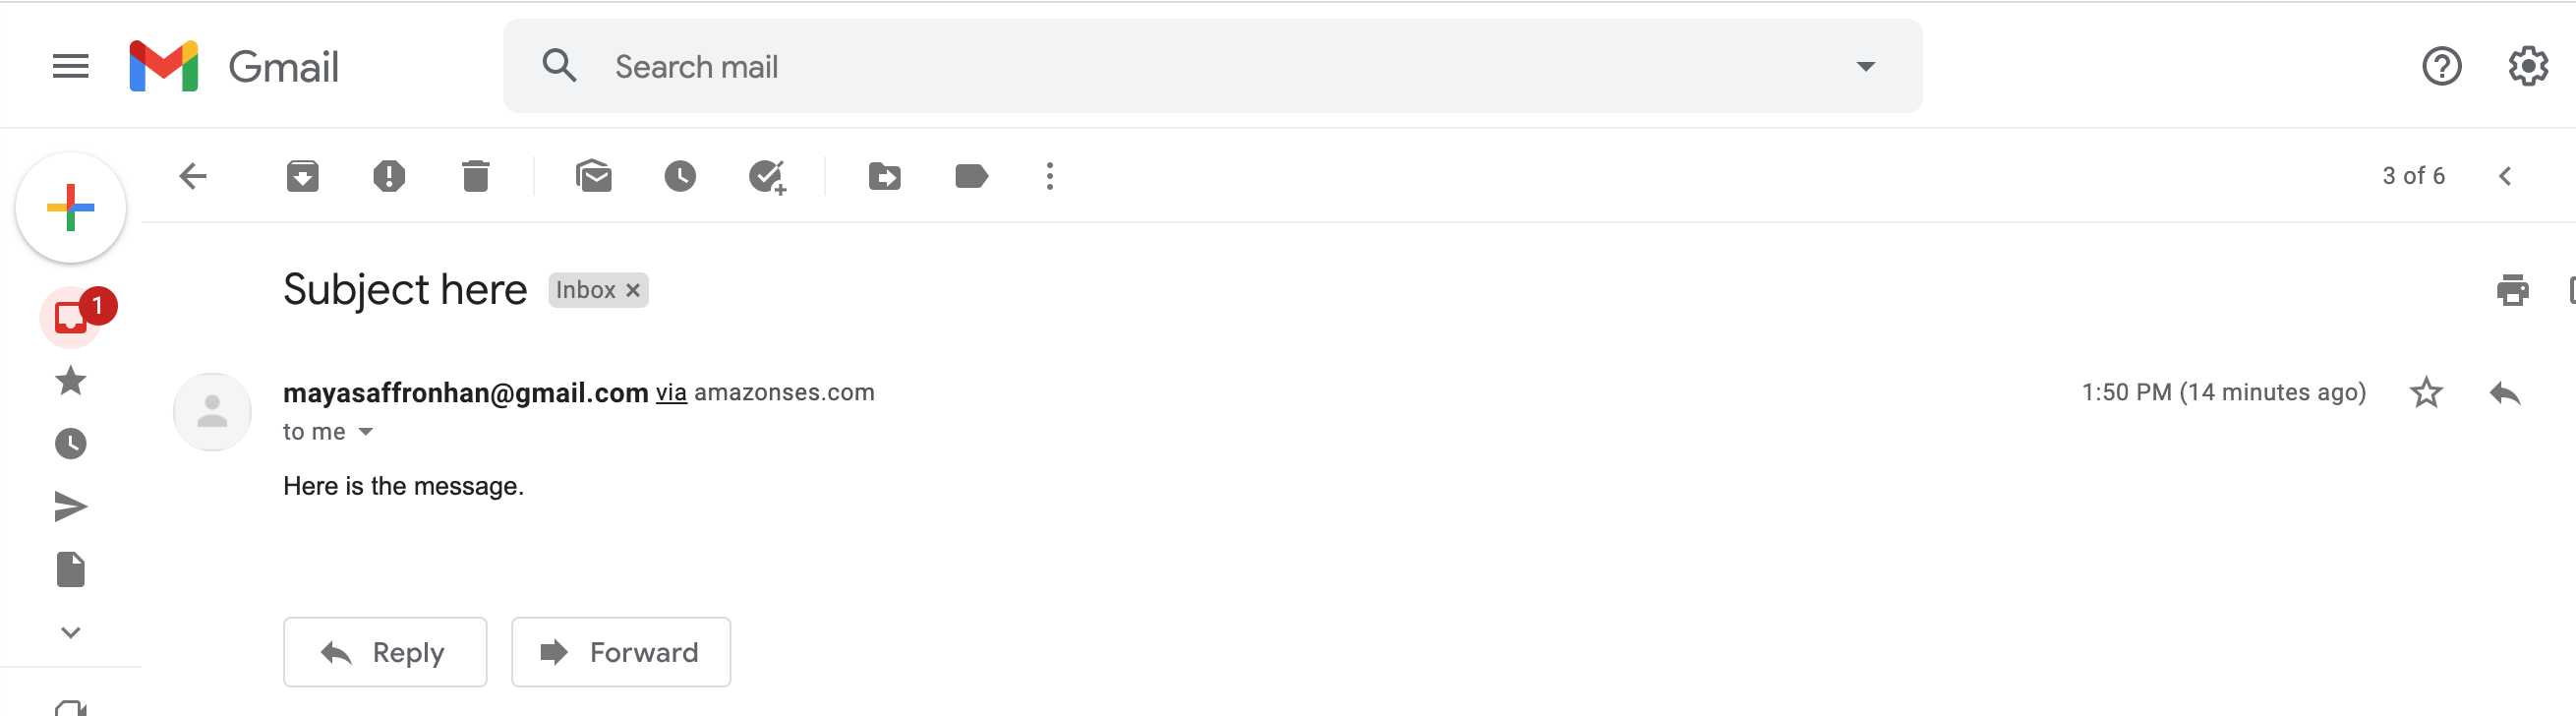 Gmail
Search mail
3 of 6
Subject here Inbox ×
1
mayasaffronhan@gmail.com via amazonses.com 1:50 PM (14 minutes ago)
to me
Here is the message.
Reply Forward